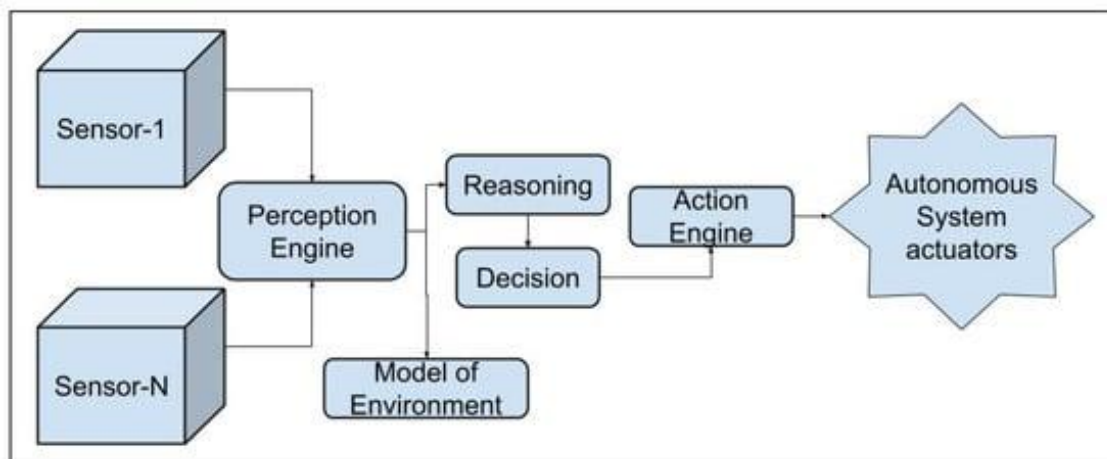 Sensor-1
Perception
Engine
Sensor-N
Reasoning
Decision
Model of
Environment
Action
Engine
Autonomous
System
actuators